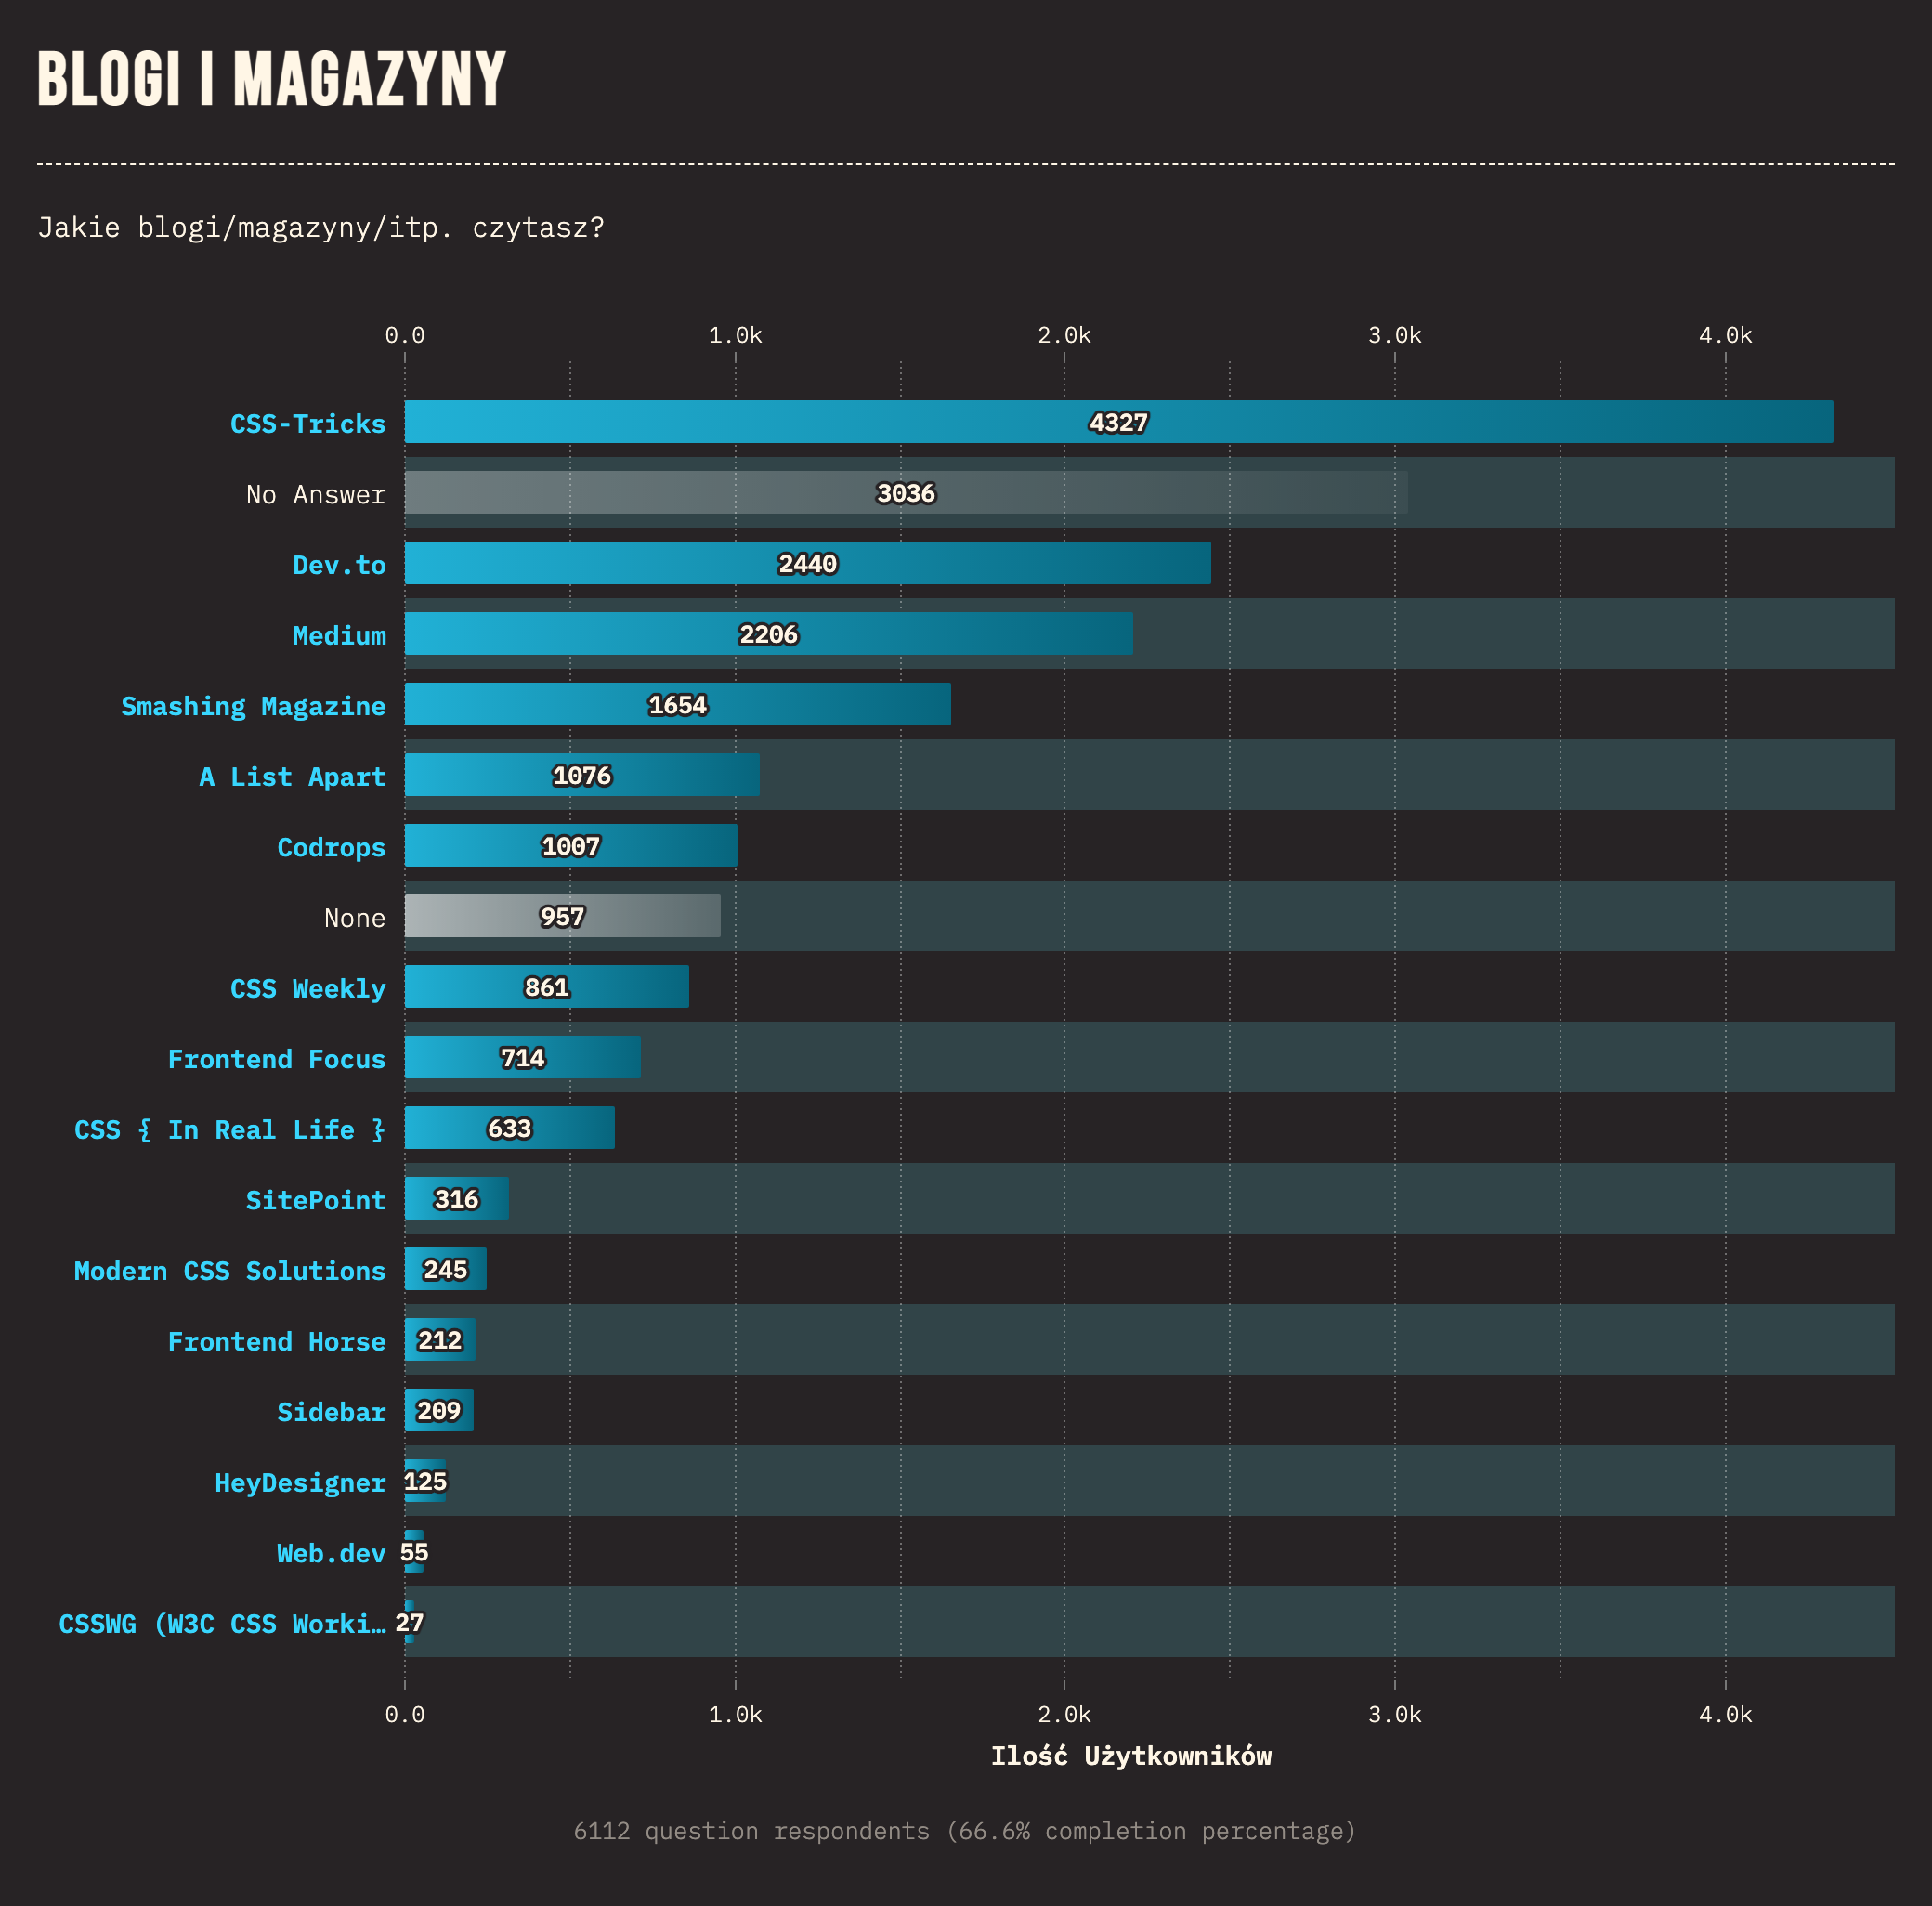 BLOGI I MAGAZYNY
Jakie blogi/magazyny/itp. czytasz?
0.0 1.0k 2.0k 3.0k 4.0k
CSS-Tricks 4327
No Answer 3036
Dev.to 2440
Medium 2206
Smashing Magazine 1654
A List Apart 1076
Codrops 1007
None 957
CSS Weekly 861
Frontend Focus 714
CSS { In Real Life } 633
SitePoint 316
Modern CSS Solutions 245
Frontend Horse 212
Sidebar 209
HeyDesigner 125
Web.dev 55
CSSWG (W3C CSS Worki… 27
0.0 1.0k 2.0k 3.0k 4.0k
Ilość Użytkowników
6112 question respondents (66.6% completion percentage)